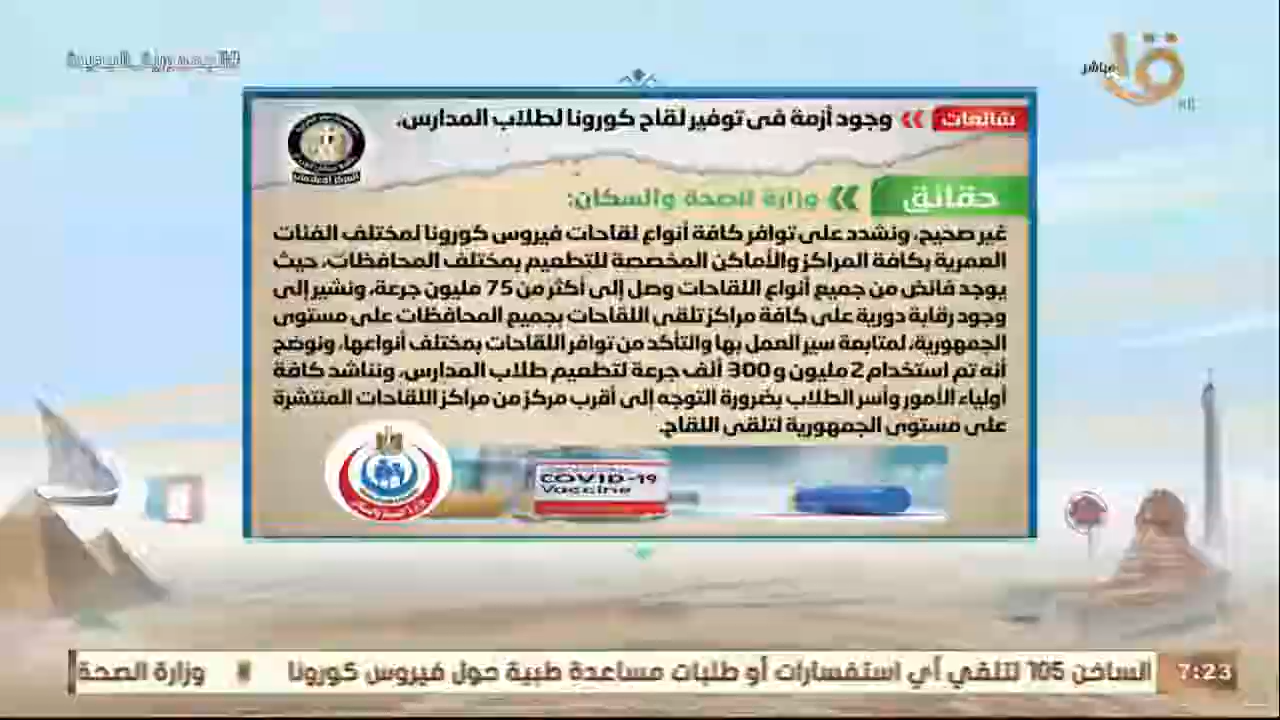 مباشر
شائعات
وجود أزمة فى توفير لقاح كورونا لطلاب المدارس.
حقائق
وزارة الصحة والسكان:
غير صحيح، ونشدد على توافر كافة أنواع لقاحات فيروس كورونا لمختلف الفئات
العمرية بكافة المراكز والأماكن المخصصة للتطعيم بمختلف المحافظات، حيث
يوجد فائض من جميع أنواع اللقاحات وصل إلى أكثر من 75 مليون جرعة، ونشير إلى
وجود رقابة دورية على كافة مراكز تلقى اللقاحات بجميع المحافظات على مستوى
الجمهورية، لمتابعة سير العمل بها والتأكد من توافر اللقاحات بمختلف أنواعها، ونوضح
أنه تم استخدام 2 مليون و300 ألف جرعة لتطعيم طلاب المدارس، ونناشد كافة
أولياء الأمور وأسر الطلاب بضرورة التوجه إلى أقرب مركز من مراكز اللقاحات المنتشرة
على مستوى الجمهورية لتلقى اللقاح.
COVID-19
Vaccine
7:23
الساخن 105 لتلقي أي استفسارات أو طلبات مساعدة طبية حول فيروس كورونا
وزارة الصحة